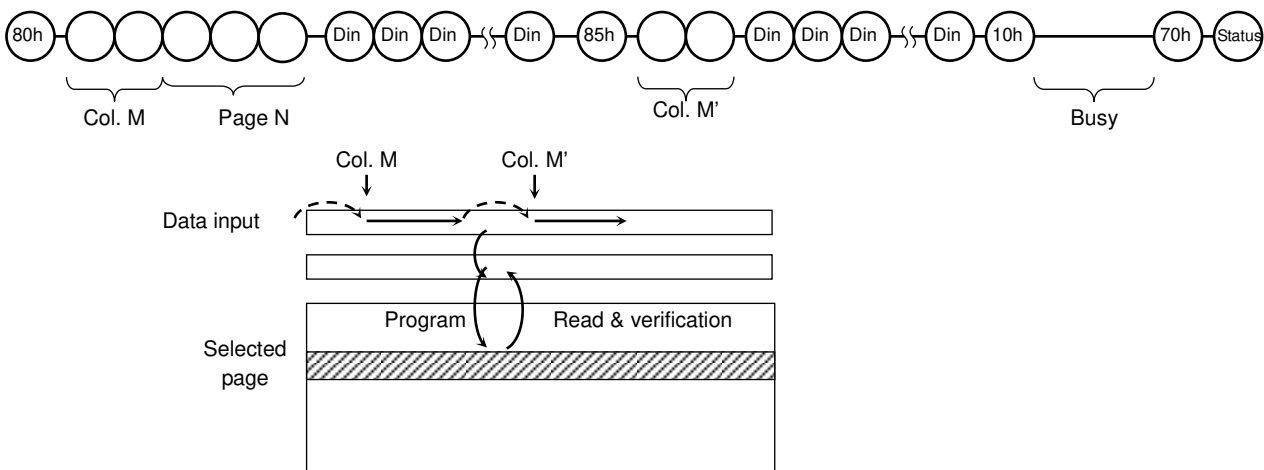 80h Din Din Din Din 85h Din Din Din Din 10h 70h Status
Col. M Page N Col. M’ Busy
Col. M Col. M’
Data input
Program Read & verification
Selected
page